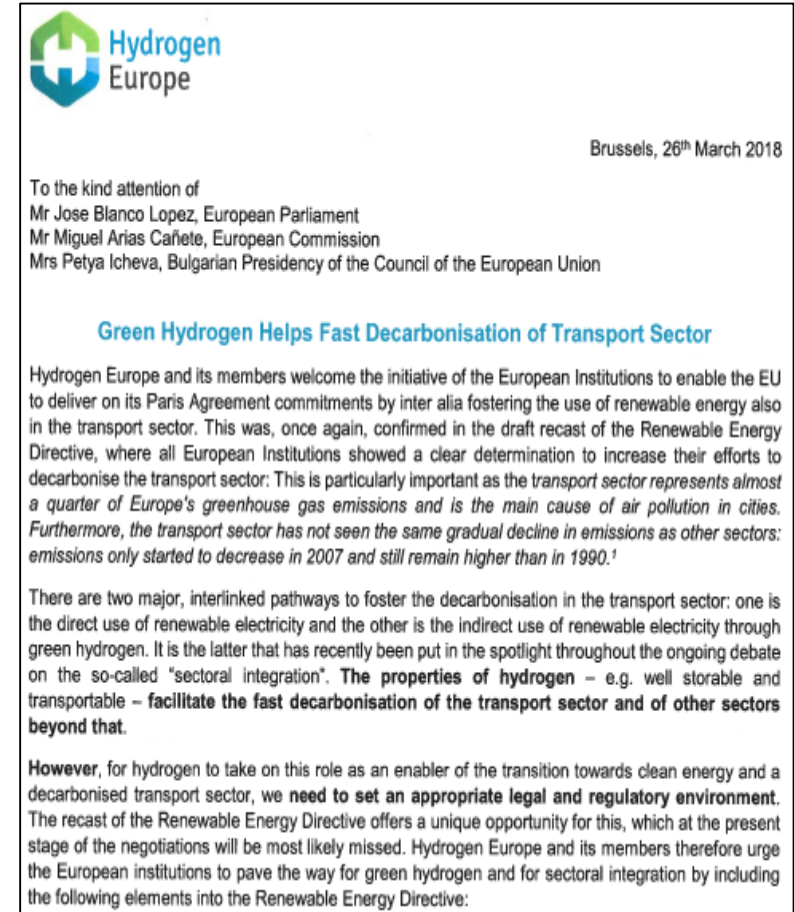 Hydrogen
Europe
Brussels, 26th March 2018
To the kind attention of
Mr Jose Blanco Lopez, European Parliament
Mr Miguel Arias Cañete, European Commission
Mrs Petya Icheva, Bulgarian Presidency of the Council of the European Union
Green Hydrogen Helps Fast Decarbonisation of Transport Sector
Hydrogen Europe and its members welcome the initiative of the European Institutions to enable the EU
to deliver on its Paris Agreement commitments by inter alia fostering the use of renewable energy also
in the transport sector. This was, once again, confirmed in the draft recast of the Renewable Energy
Directive, where all European Institutions showed a clear determination to increase their efforts to
decarbonise the transport sector: This is particularly important as the transport sector represents almost
a quarter of Europe's greenhouse gas emissions and is the main cause of air pollution in cities.
Furthermore, the transport sector has not seen the same gradual decline in emissions as other sectors:
emissions only started to decrease in 2007 and still remain higher than in 1990.¹
There are two major, interlinked pathways to foster the decarbonisation in the transport sector: one is
the direct use of renewable electricity and the other is the indirect use of renewable electricity through
green hydrogen. It is the latter that has recently been put in the spotlight throughout the ongoing debate
on the so-called "sectoral integration". The properties of hydrogen – e.g. well storable and
transportable – facilitate the fast decarbonisation of the transport sector and of other sectors
beyond that.
However, for hydrogen to take on this role as an enabler of the transition towards clean energy and a
decarbonised transport sector, we need to set an appropriate legal and regulatory environment.
The recast of the Renewable Energy Directive offers a unique opportunity for this, which at the present
stage of the negotiations will be most likely missed. Hydrogen Europe and its members therefore urge
the European institutions to pave the way for green hydrogen and for sectoral integration by including
the following elements into the Renewable Energy Directive: